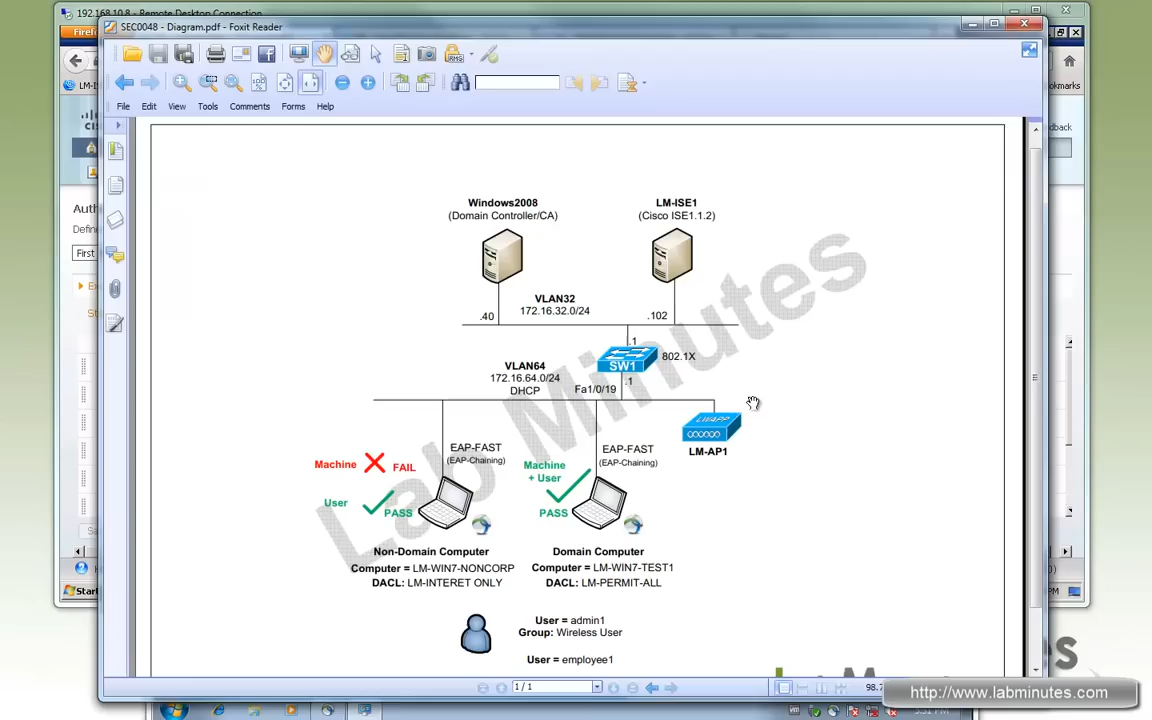 192.168.10.8 - Remote Desktop Connection
SEC0048 - Diagram.pdf - Foxit Reader
File Edit View Tools Comments Forms Help
Windows2008
(Domain Controller/CA)
LM-ISE1
(Cisco ISE1.1.2)
VLAN32
172.16.32.0/24
.40
.102
.1
SW1
802.1X
.1
VLAN64
172.16.64.0/24
DHCP
Fa1/0/19
LWAPP
LM-AP1
EAP-FAST
(EAP-Chaining)
EAP-FAST
(EAP-Chaining)
Machine
FAIL
User
PASS
Machine
+ User
PASS
Non-Domain Computer
Computer = LM-WIN7-NONCORP
DACL: LM-INTERET ONLY
Domain Computer
Computer = LM-WIN7-TEST1
DACL: LM-PERMIT-ALL
User = admin1
Group: Wireless User
User = employee1
Lab Minutes
1 / 1
http://www.labminutes.com
First
Start